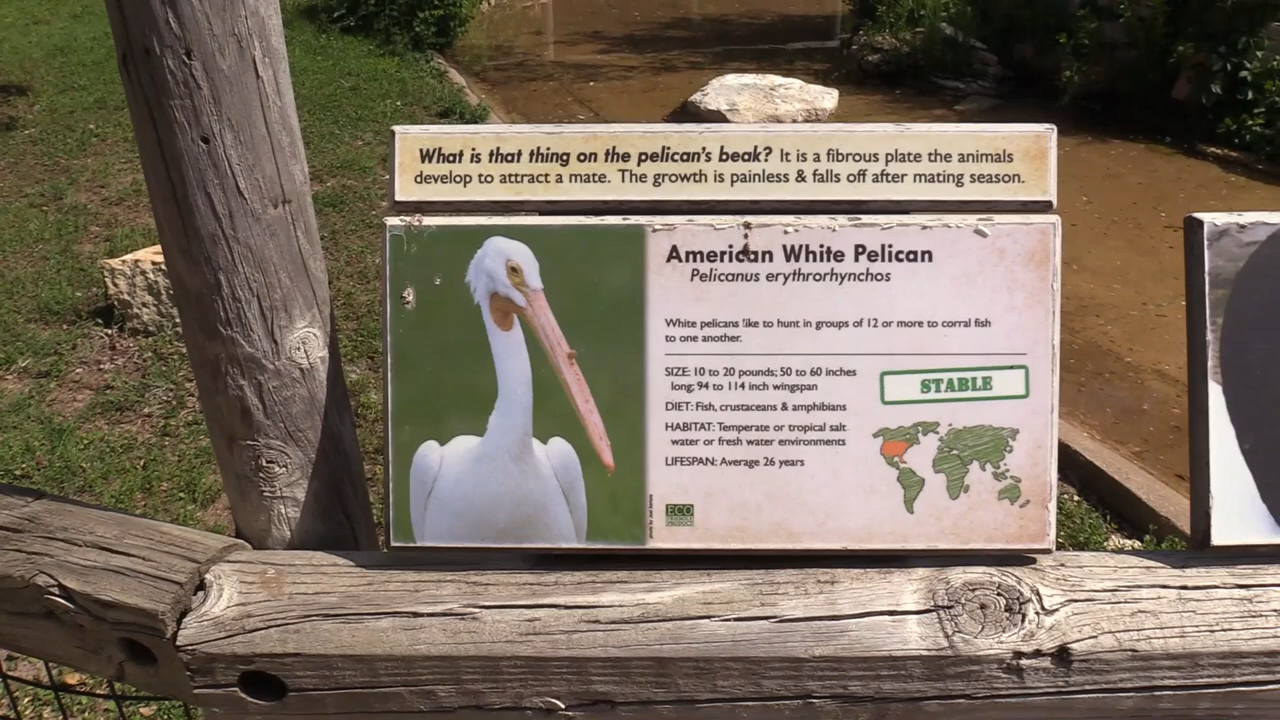 What is that thing on the pelican's beak? It is a fibrous plate the animals
develop to attract a mate. The growth is painless & falls off after mating season.
American White Pelican
Pelicanus erythrorhynchos
White pelicans like to hunt in groups of 12 or more to corral fish
to one another.
SIZE: 10 to 20 pounds; 50 to 60 inches
long; 94 to 114 inch wingspan
DIET: Fish, crustaceans & amphibians
HABITAT: Temperate or tropical salt
water or fresh water environments
LIFESPAN: Average 26 years
STABLE
ECO
FRIENDLY
PRODUCT